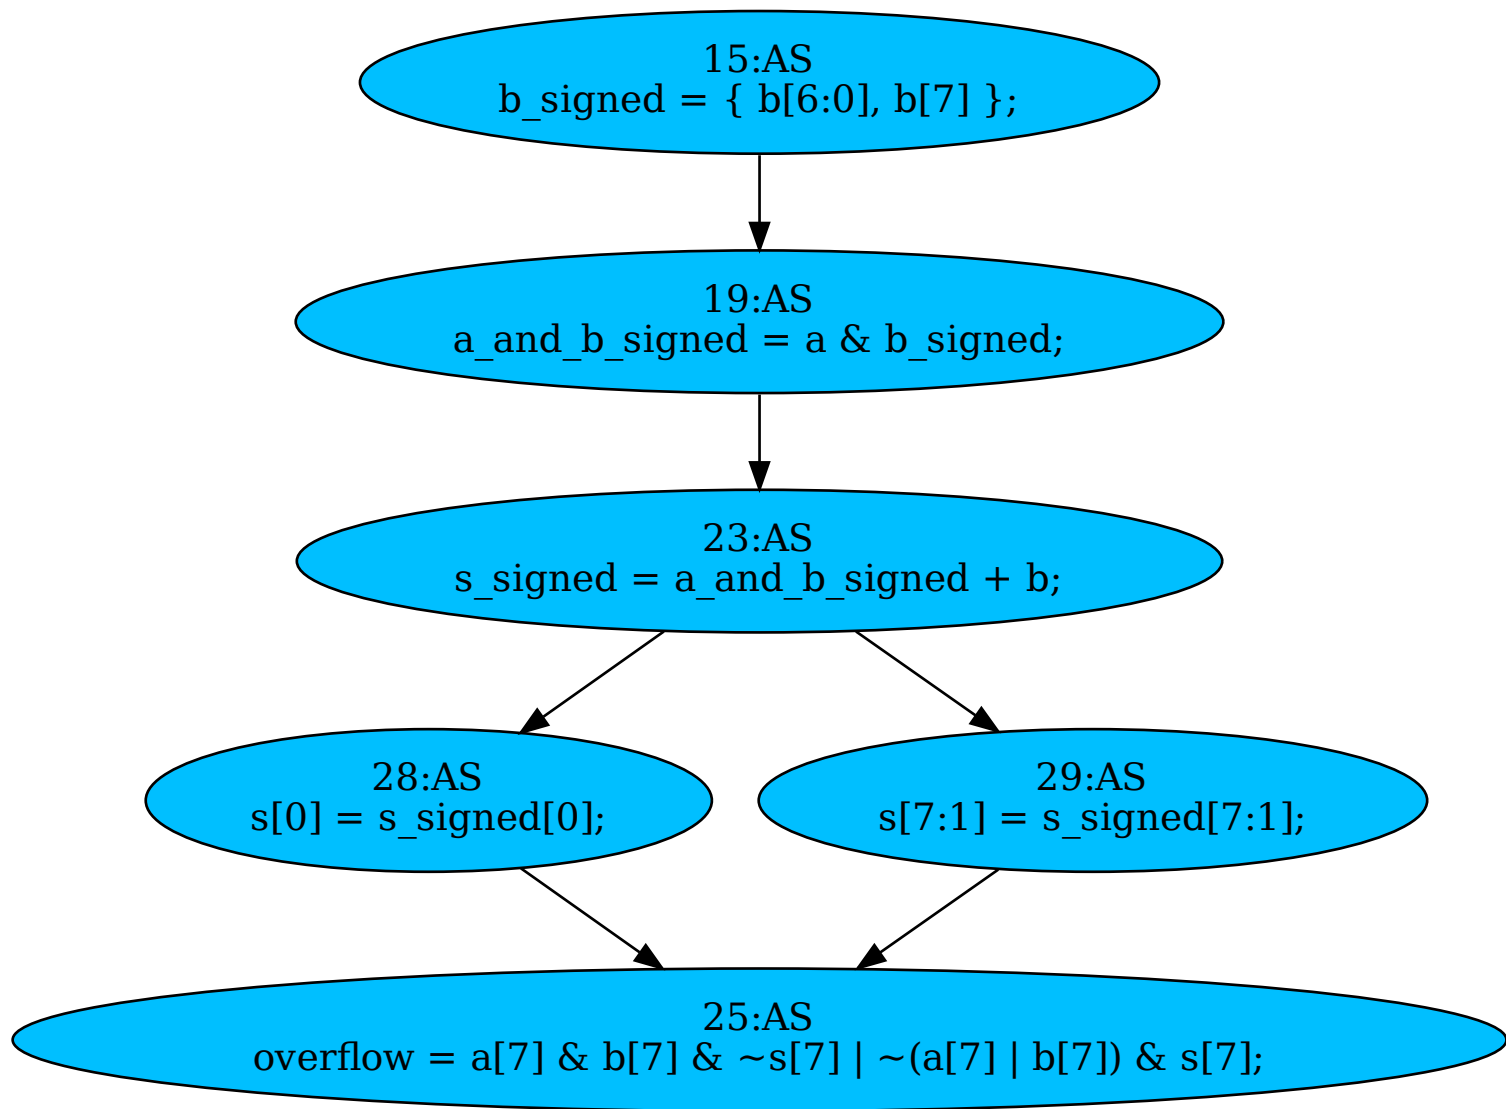 15:AS
b_signed = { b[6:0], b[7] };
19:AS
a_and_b_signed = a & b_signed;
23:AS
s_signed = a_and_b_signed + b;
28:AS
s[0] = s_signed[0];
29:AS
s[7:1] = s_signed[7:1];
25:AS
overflow = a[7] & b[7] & ~s[7] | ~(a[7] | b[7]) & s[7];